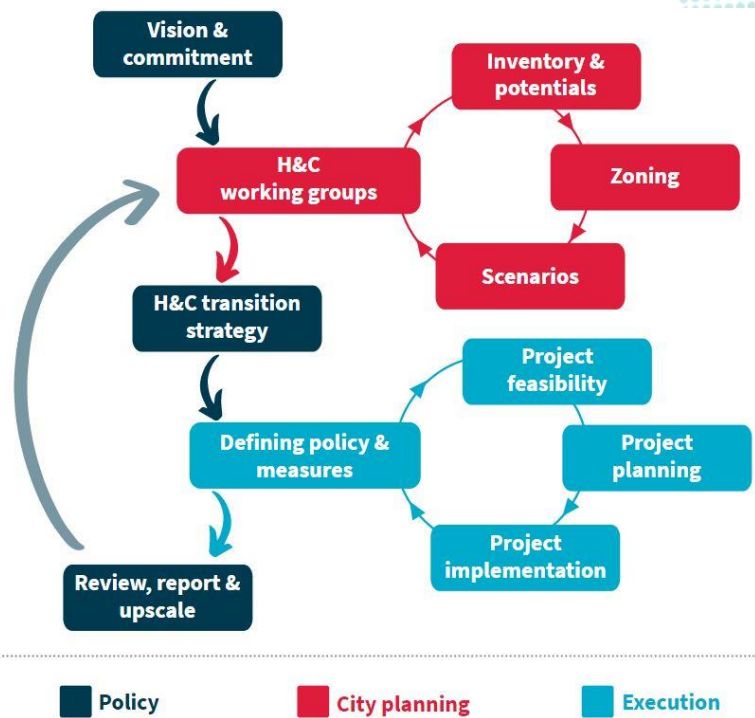 Vision &
commitment
Inventory &
potentials
H&C
working groups
Zoning
Scenarios
H&C transition
strategy
Project
feasibility
Defining policy &
measures
Project
planning
Project
implementation
Review, report &
upscale
Policy
City planning
Execution